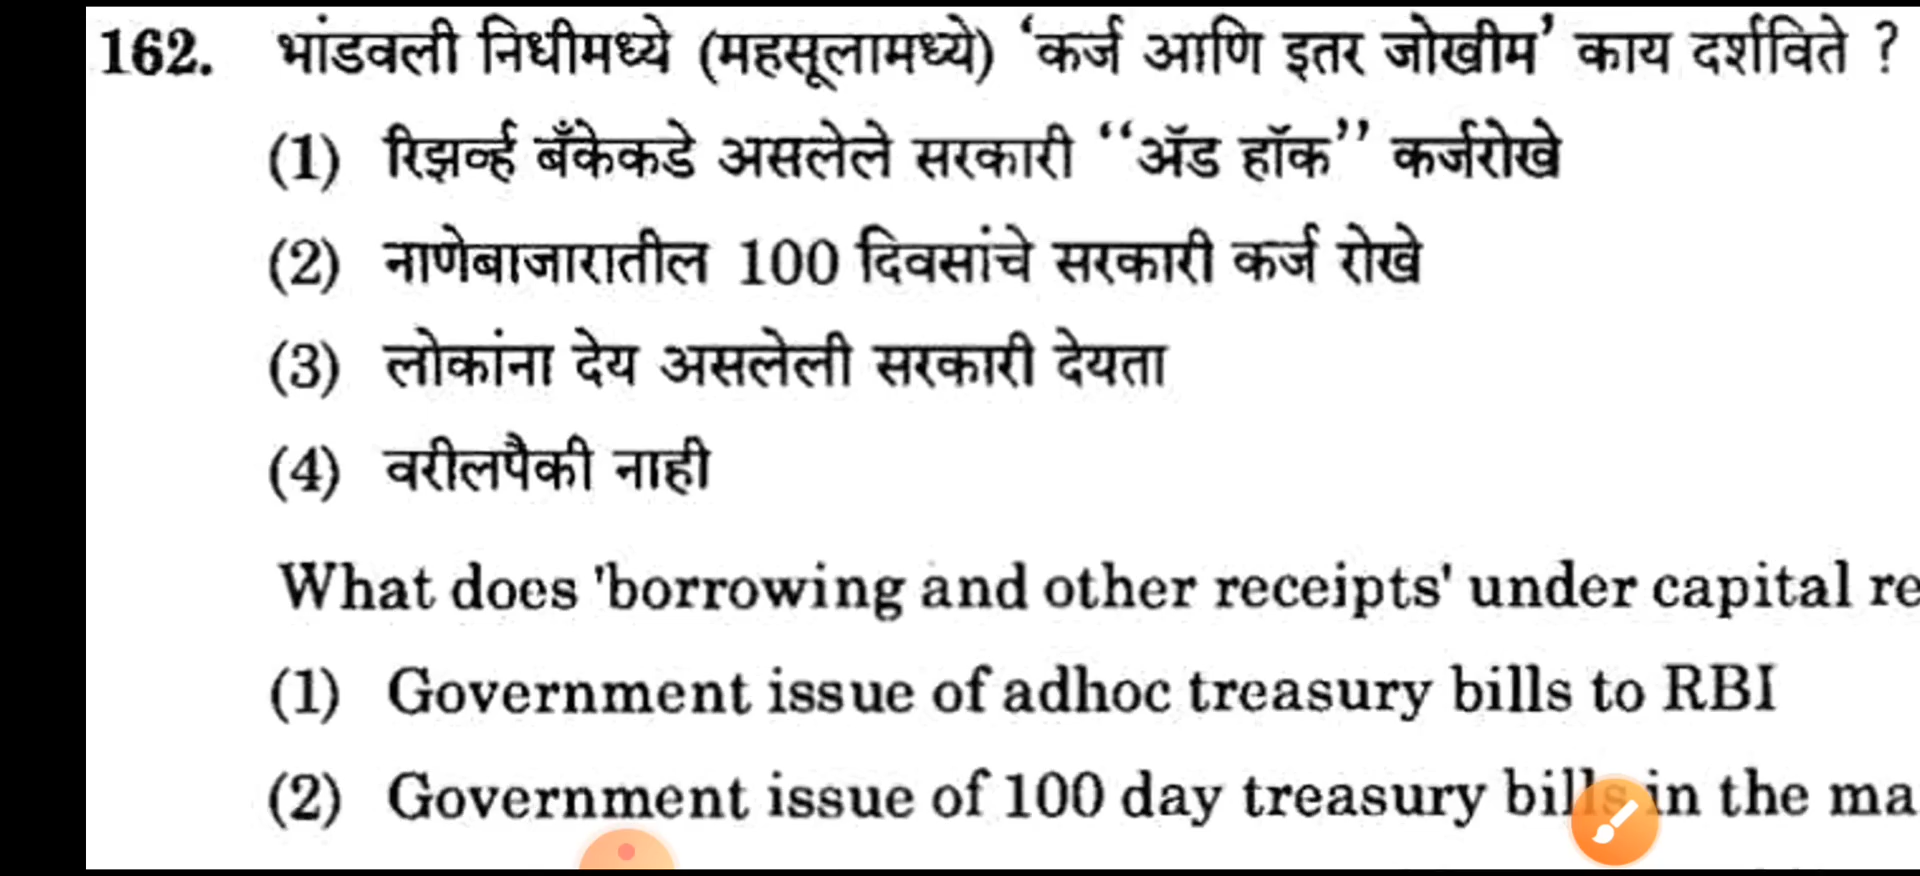 162. भांडवली निधीमध्ये (महसूलामध्ये) ‘कर्ज आणि इतर जोखीम’ काय दर्शविते ?
(1) रिझर्व्ह बँकेकडे असलेले सरकारी ‘‘अ‍ॅड हॉक’’ कर्जरोखे
(2) नाणेबाजारातील 100 दिवसांचे सरकारी कर्ज रोखे
(3) लोकांना देय असलेली सरकारी देयता
(4) वरीलपैकी नाही
What does 'borrowing and other receipts' under capital re
(1) Government issue of adhoc treasury bills to RBI
(2) Government issue of 100 day treasury bills in the ma